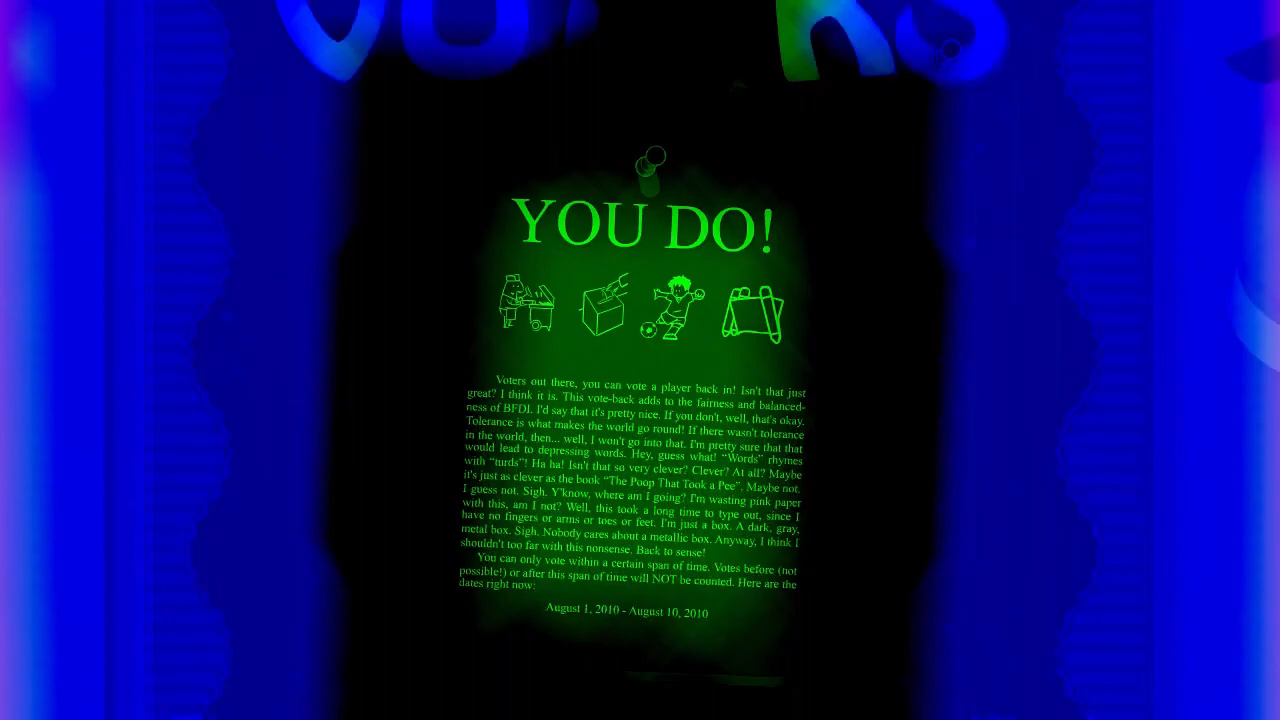 YOU DO!
Voters out there, you can vote a player back in! Isn't that just
great? I think it is. This vote-back adds to the fairness and balanced-
ness of BFDI. I'd say that it's pretty nice. If you don't, well, that's okay.
Tolerance is what makes the world go round! If there wasn't tolerance
in the world, then... well, I won't go into that. I'm pretty sure that that
would lead to depressing words. Hey, guess what! “Words” rhymes
with “turds”! Ha ha! Isn't that so very clever? Clever? At all? Maybe
it's just as clever as the book “The Poop That Took a Pee”. Maybe not.
I guess not. Sigh. Y'know, where am I going? I'm wasting pink paper
with this, am I not? Well, this took a long time to type out, since I
have no fingers or arms or toes or feet. I'm just a box. A dark, gray,
metal box. Sigh. Nobody cares about a metallic box. Anyway, I think I
shouldn't too far with this nonsense. Back to sense!
You can only vote within a certain span of time. Votes before (not
possible!) or after this span of time will NOT be counted. Here are the
dates right now:
August 1, 2010 - August 10, 2010